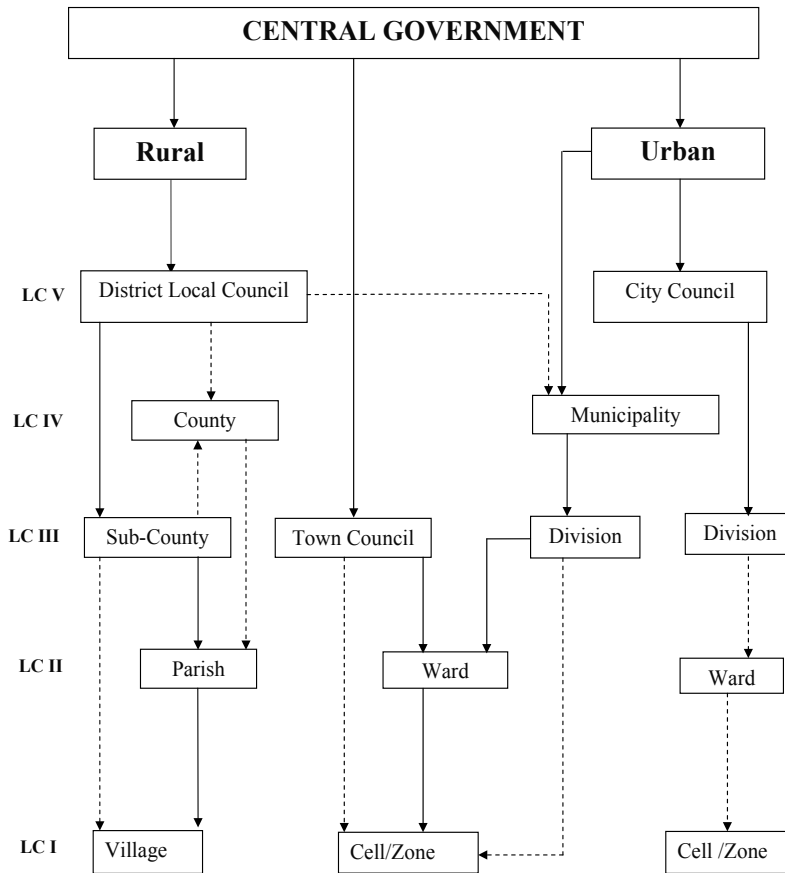 CENTRAL GOVERNMENT
Rural
Urban
LC V
District Local Council
City Council
LC IV
County
Municipality
LC III
Sub-County
Town Council
Division
Division
LC II
Parish
Ward
Ward
LC I
Village
Cell/Zone
Cell /Zone